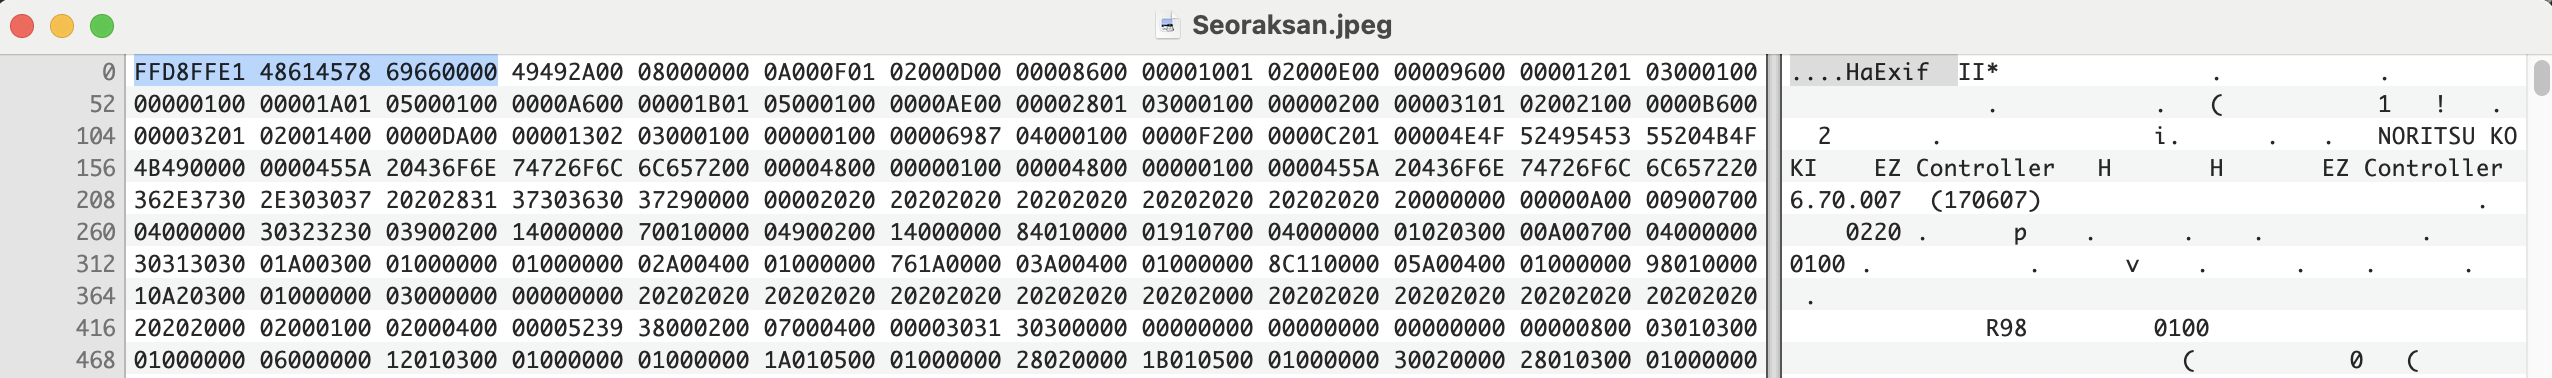 Seoraksan.jpeg
0 FFD8FFE1 48614578 69660000 49492A00 08000000 0A000F01 02000D00 00008600 00001001 02000E00 00009600 00001201 03000100 ....HaExif II* . .
52 00000100 00001A01 05000100 0000A600 00001B01 05000100 0000AE00 00002801 03000100 00000200 00003101 02002100 0000B600 . . ( 1 ! .
104 00003201 02001400 0000DA00 00001302 03000100 00000100 00006987 04000100 0000F200 0000C201 00004E4F 52495453 55204B4F 2 . i. . . NORITSU KO
156 4B490000 0000455A 20436F6E 74726F6C 6C657200 00004800 00000100 00004800 00000100 0000455A 20436F6E 74726F6C 6C657220 KI EZ Controller H H EZ Controller
208 362E3730 2E303037 20202831 37303630 37290000 00002020 20202020 20202020 20202020 20202020 20000000 00000A00 00900700 6.70.007 (170607) .
260 04000000 30323230 03900200 14000000 70010000 04900200 14000000 84010000 01910700 04000000 01020300 00A00700 04000000 0220 . p . . . .
312 30313030 01A00300 01000000 01000000 02A00400 01000000 761A0000 03A00400 01000000 8C110000 05A00400 01000000 98010000 0100 . . v . . . .
364 10A20300 01000000 03000000 00000000 20202020 20202020 20202020 20202020 20202000 20202020 20202020 20202020 20202020 .
416 20202000 02000100 02000400 00005239 38000200 07000400 00003031 30300000 00000000 00000000 00000000 00000800 03010300 R98 0100
468 01000000 06000000 12010300 01000000 01000000 1A010500 01000000 28020000 1B010500 01000000 30020000 28010300 01000000 ( 0 (